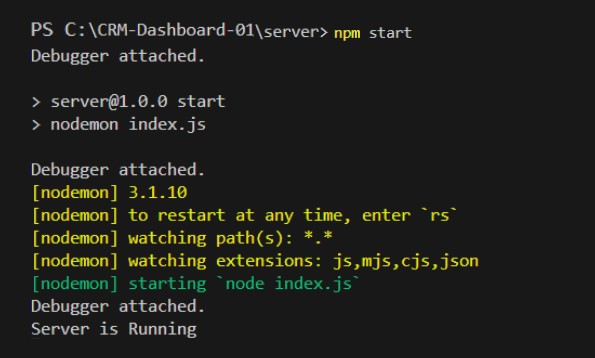 PS C:\CRM-Dashboard-01\server> npm start
Debugger attached.
> server@1.0.0 start
> nodemon index.js
Debugger attached.
[nodemon] 3.1.10
[nodemon] to restart at any time, enter `rs`
[nodemon] watching path(s): *.*
[nodemon] watching extensions: js,mjs,cjs,json
[nodemon] starting `node index.js`
Debugger attached.
Server is Running